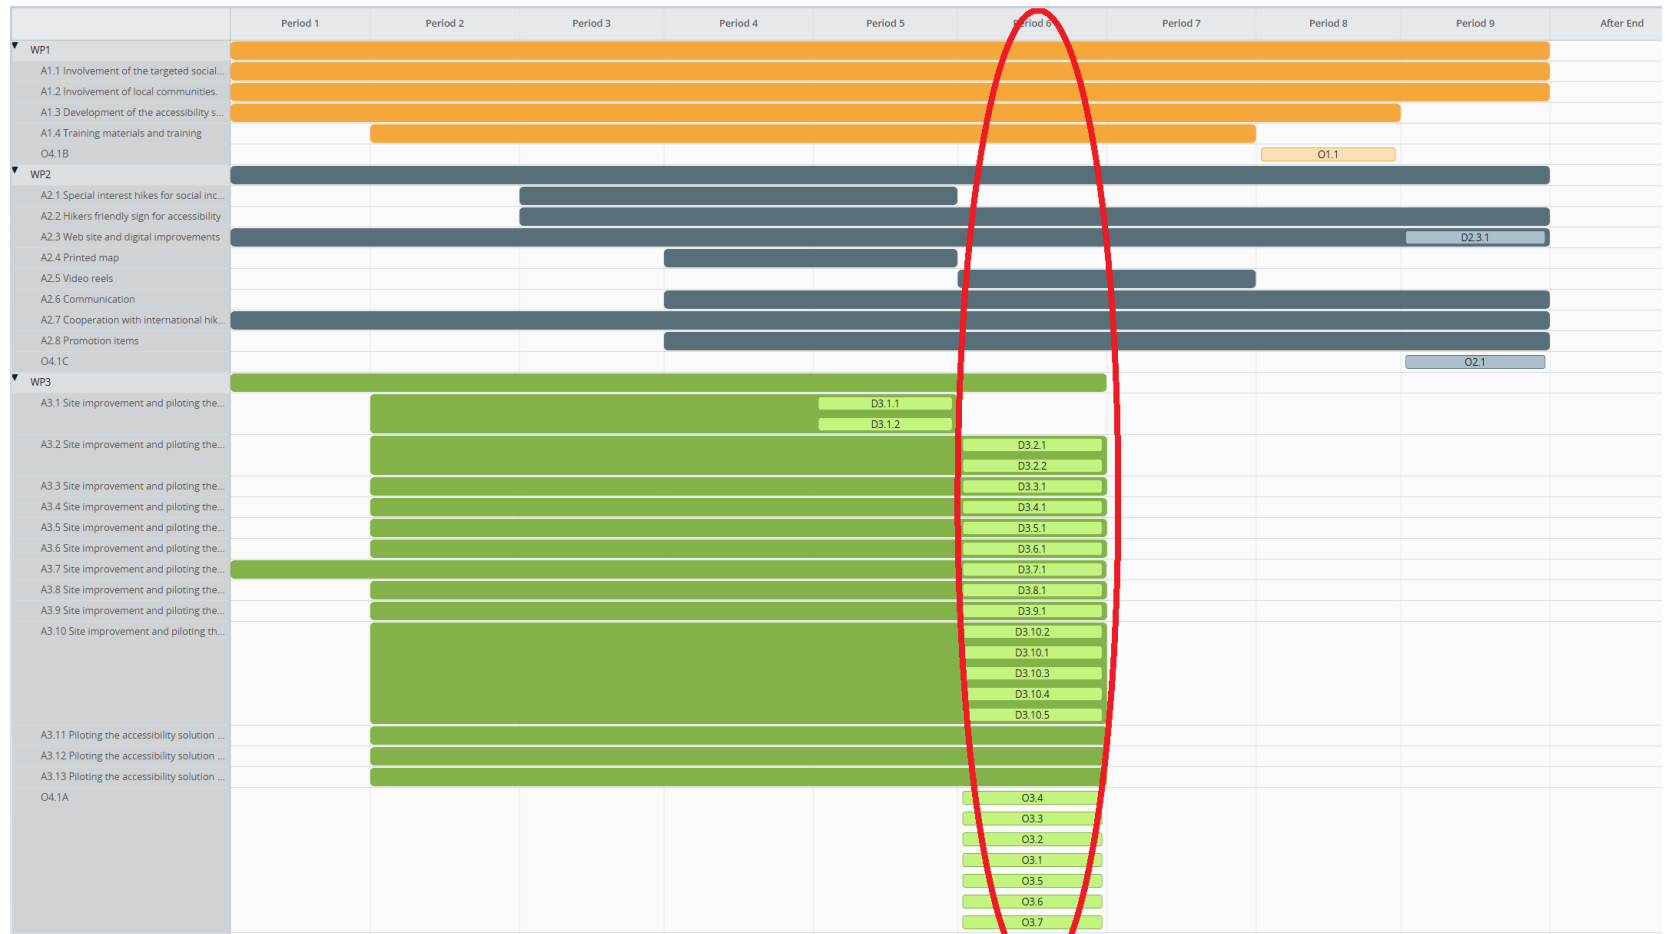 Period 1 Period 2 Period 3 Period 4 Period 5 Period 6 Period 7 Period 8 Period 9 After End
WP1
A1.1 Involvement of the targeted social...
A1.2 Involvement of local communities.
A1.3 Development of the accessibility s...
A1.4 Training materials and training
O4.1B O1.1
WP2
A2.1 Special interest hikes for social inc...
A2.2 Hikers friendly sign for accessibility
A2.3 Web site and digital improvements D2.3.1
A2.4 Printed map
A2.5 Video reels
A2.6 Communication
A2.7 Cooperation with international hik...
A2.8 Promotion items
O4.1C O2.1
WP3
A3.1 Site improvement and piloting the... D3.1.1
D3.1.2
A3.2 Site improvement and piloting the... D3.2.1
D3.2.2
A3.3 Site improvement and piloting the... D3.3.1
A3.4 Site improvement and piloting the... D3.4.1
A3.5 Site improvement and piloting the... D3.5.1
A3.6 Site improvement and piloting the... D3.6.1
A3.7 Site improvement and piloting the... D3.7.1
A3.8 Site improvement and piloting the... D3.8.1
A3.9 Site improvement and piloting the... D3.9.1
A3.10 Site improvement and piloting th... D3.10.2
D3.10.1
D3.10.3
D3.10.4
D3.10.5
A3.11 Piloting the accessibility solution ...
A3.12 Piloting the accessibility solution ...
A3.13 Piloting the accessibility solution ...
O4.1A O3.4
O3.3
O3.2
O3.1
O3.5
O3.6
O3.7